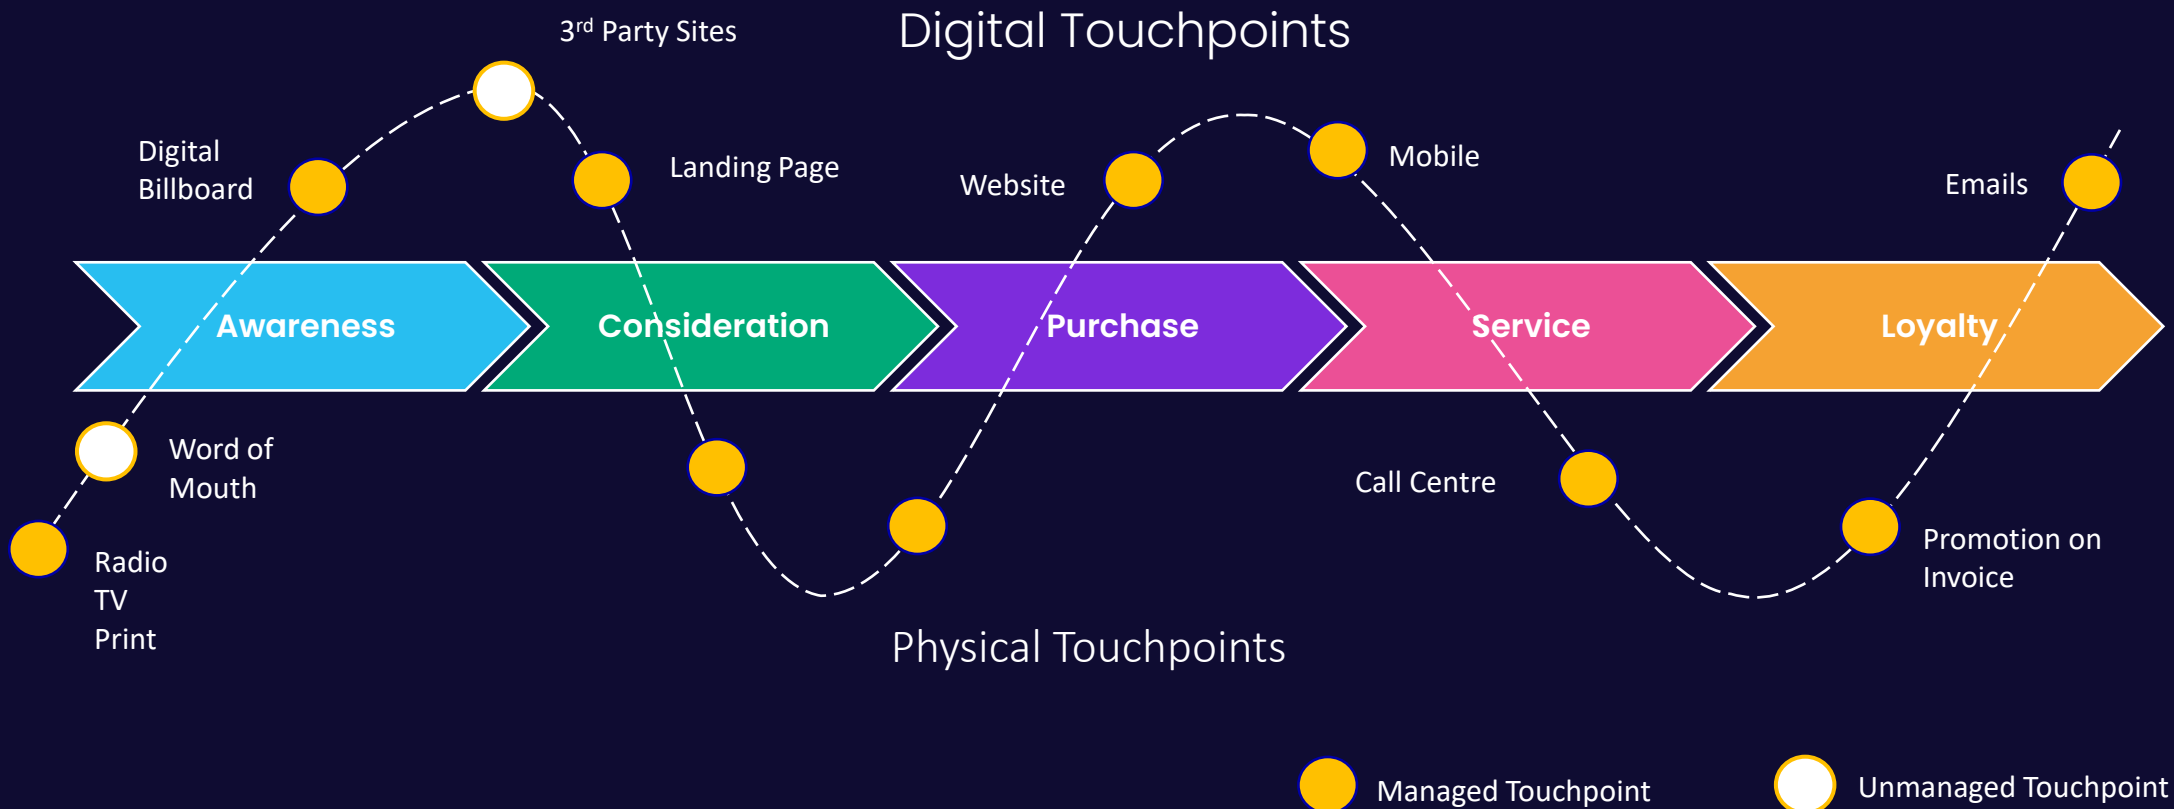 3rd Party Sites
Digital Touchpoints
Digital
Billboard
Landing Page
Website
Mobile
Emails
Awareness
Consideration
Purchase
Service
Loyalty
Word of
Mouth
Radio
TV
Print
Call Centre
Promotion on
Invoice
Physical Touchpoints
Managed Touchpoint
Unmanaged Touchpoint